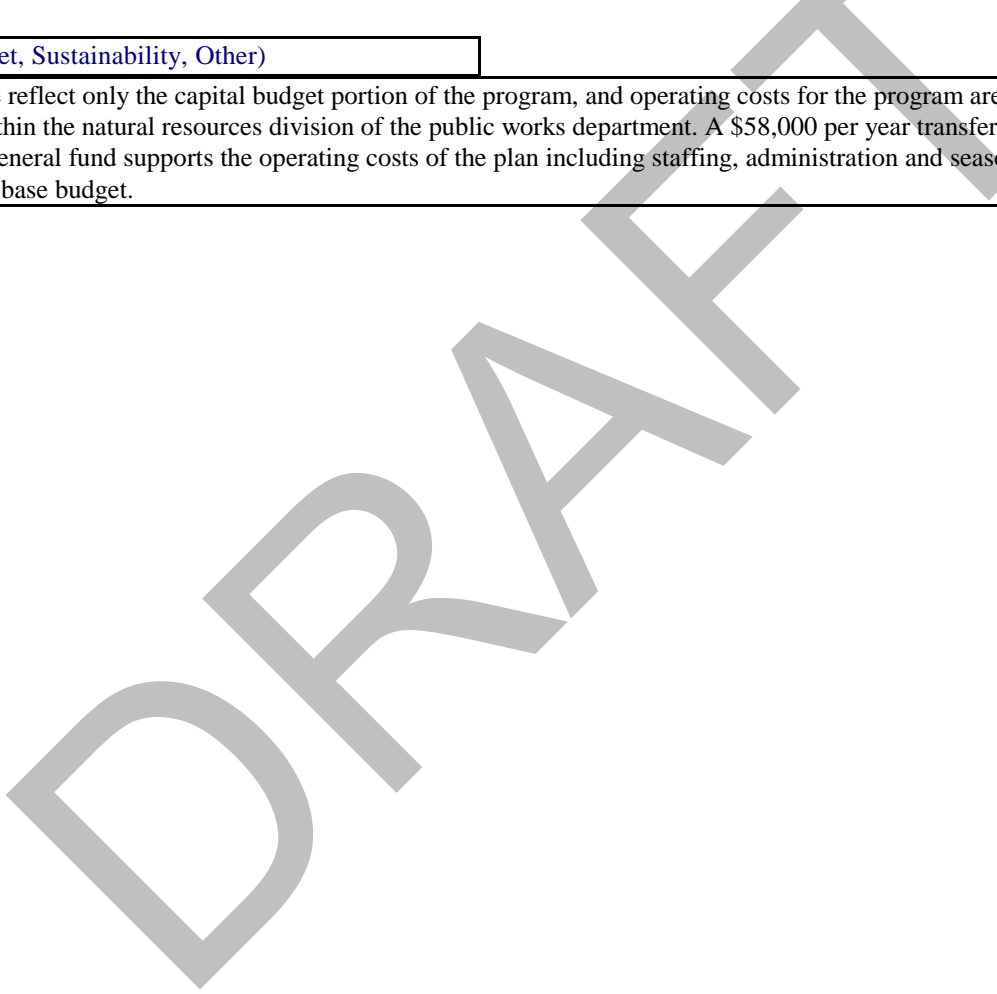 et, Sustainability, Other)
reflect only the capital budget portion of the program, and operating costs for the program are
thin the natural resources division of the public works department. A $58,000 per year transfer
eneral fund supports the operating costs of the plan including staffing, administration and seas
base budget.
DRAFT